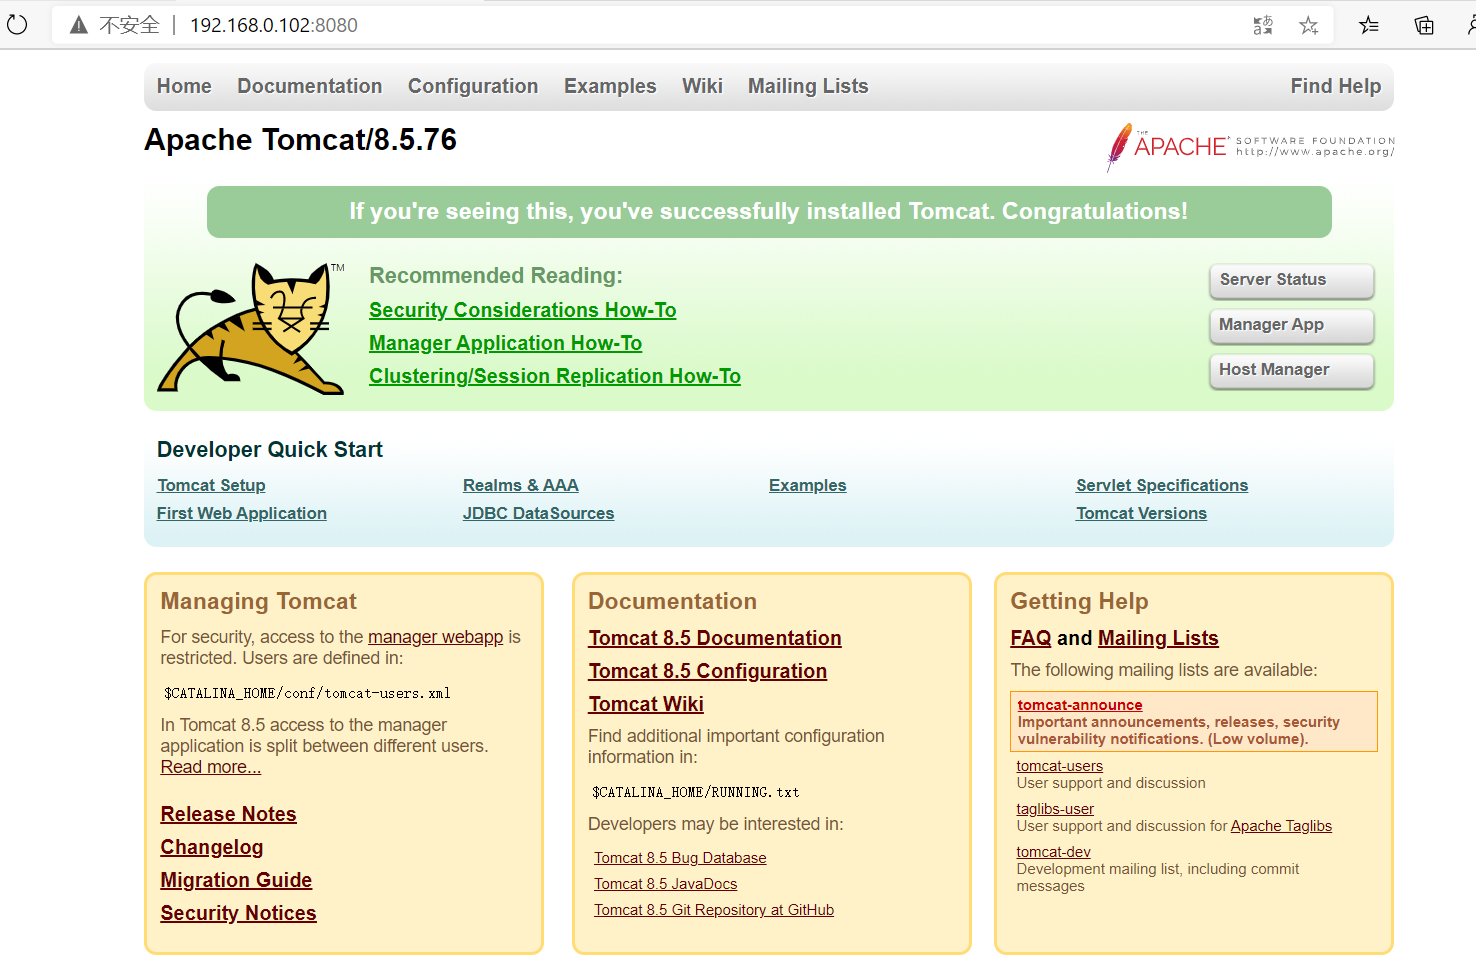 不安全 | 192.168.0.102:8080
Home Documentation Configuration Examples Wiki Mailing Lists Find Help
Apache Tomcat/8.5.76
THE APACHE SOFTWARE FOUNDATION
http://www.apache.org/
If you're seeing this, you've successfully installed Tomcat. Congratulations!
TM
Recommended Reading:
Security Considerations How-To
Manager Application How-To
Clustering/Session Replication How-To
Server Status
Manager App
Host Manager
Developer Quick Start
Tomcat Setup
First Web Application
Realms & AAA
JDBC DataSources
Examples
Servlet Specifications
Tomcat Versions
Managing Tomcat
For security, access to the manager webapp is
restricted. Users are defined in:
$CATALINA_HOME/conf/tomcat-users.xml
In Tomcat 8.5 access to the manager
application is split between different users.
Read more...
Release Notes
Changelog
Migration Guide
Security Notices
Documentation
Tomcat 8.5 Documentation
Tomcat 8.5 Configuration
Tomcat Wiki
Find additional important configuration
information in:
$CATALINA_HOME/RUNNING.txt
Developers may be interested in:
Tomcat 8.5 Bug Database
Tomcat 8.5 JavaDocs
Tomcat 8.5 Git Repository at GitHub
Getting Help
FAQ and Mailing Lists
The following mailing lists are available:
tomcat-announce
Important announcements, releases, security
vulnerability notifications. (Low volume).
tomcat-users
User support and discussion
taglibs-user
User support and discussion for Apache Taglibs
tomcat-dev
Development mailing list, including commit
messages